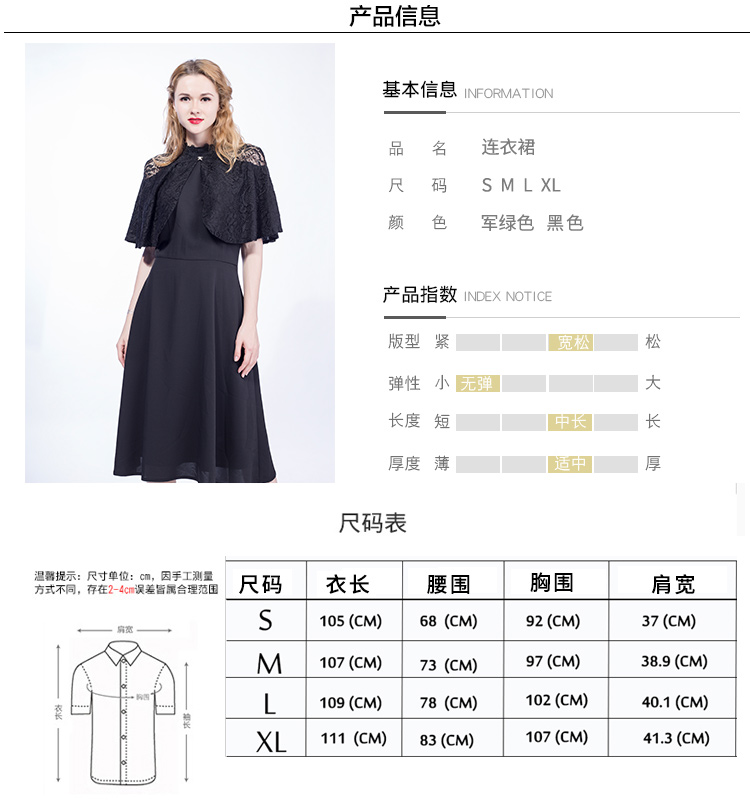 产品信息
基本信息 INFORMATION
品 名 连衣裙
尺 码 S M L XL
颜 色 军绿色 黑色
产品指数 INDEX NOTICE
版型 紧 宽松 松
弹性 小 无弹 大
长度 短 中长 长
厚度 薄 适中 厚
尺码表
温馨提示：尺寸单位：cm，因手工测量
方式不同，存在2-4cm误差皆属合理范围
肩宽
胸围
衣长
袖长
尺码 衣长 腰围 胸围 肩宽
S 105 (CM) 68 (CM) 92 (CM) 37 (CM)
M 107 (CM) 73 (CM) 97 (CM) 38.9 (CM)
L 109 (CM) 78 (CM) 102 (CM) 40.1 (CM)
XL 111 (CM) 83 (CM) 107 (CM) 41.3 (CM)